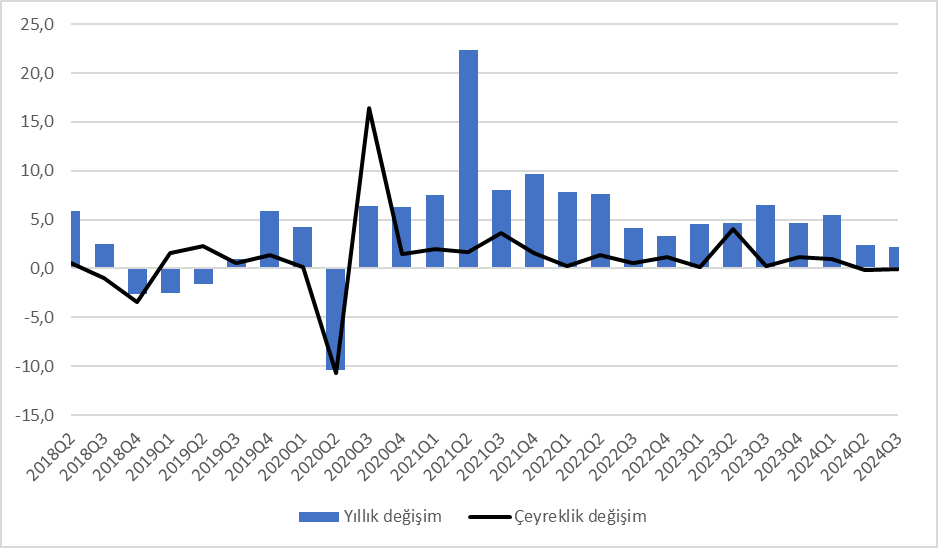 25,0
20,0
15,0
10,0
5,0
0,0
-5,0
-10,0
-15,0
2018Q2
2018Q3
2018Q4
2019Q1
2019Q2
2019Q3
2019Q4
2020Q1
2020Q2
2020Q3
2020Q4
2021Q1
2021Q2
2021Q3
2021Q4
2022Q1
2022Q2
2022Q3
2022Q4
2023Q1
2023Q2
2023Q3
2023Q4
2024Q1
2024Q2
2024Q3
Yıllık değişim
Çeyreklik değişim